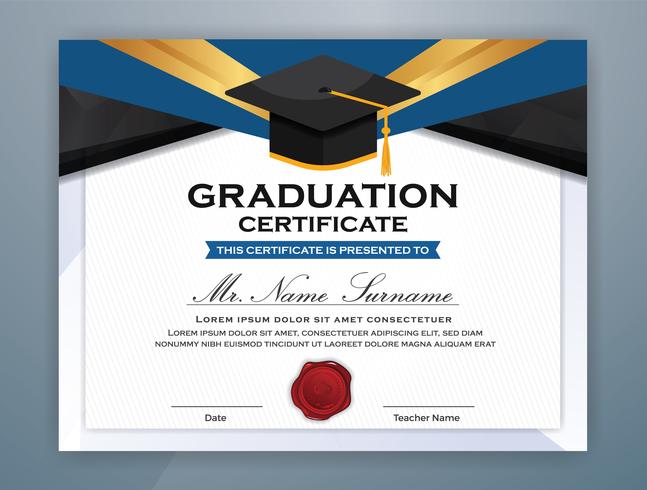 GRADUATION
CERTIFICATE
THIS CERTIFICATE IS PRESENTED TO
Mr. Name Surname
LOREM IPSUM DOLOR SIT AMET CONSECTETUER
LOREM IPSUM DOLOR SIT AMET, CONSECTETUER ADIPISCING ELIT, SED DIAM
NONUMMY NIBH EUISMOD TINCIDUNT UT LAOREET DOLORE MAGNA ALIQUAM
Date
Teacher Name